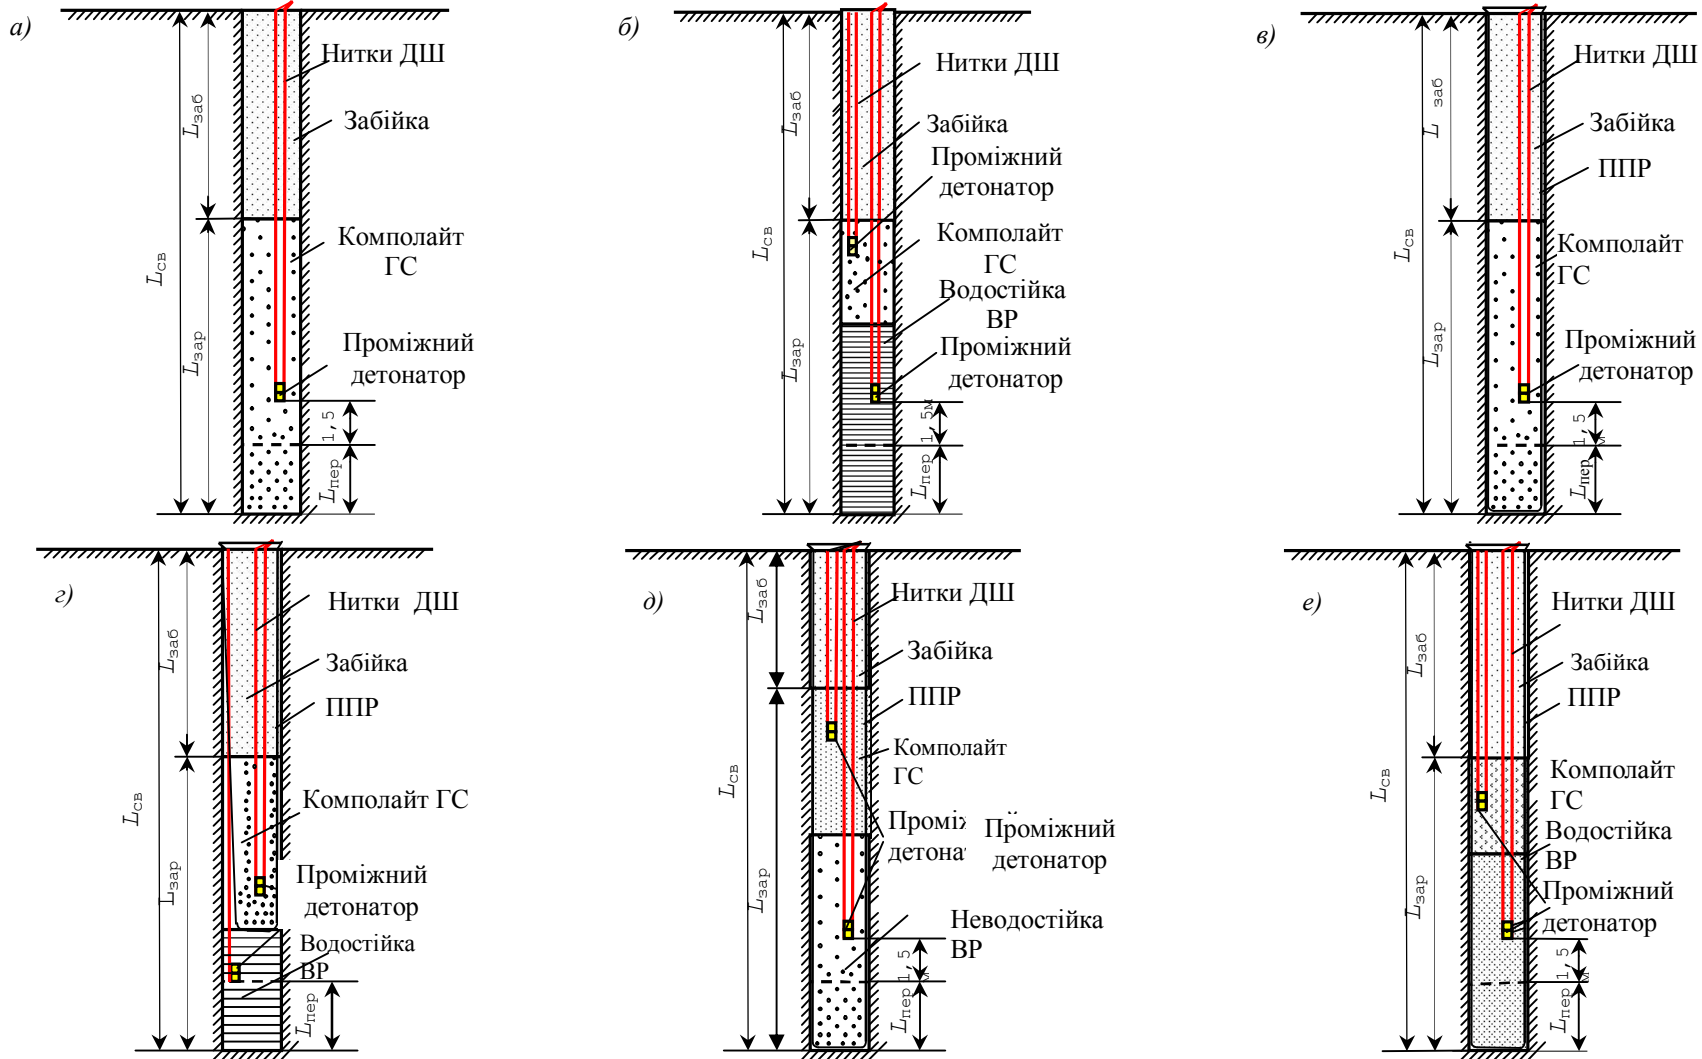 а)
Нитки ДШ
Забійка
Lзаб
Lсв
Комполайт
ГС
Lзар
Проміжний
детонатор
1,5
Lпер
б)
Нитки ДШ
Забійка
Проміжний
детонатор
Lзаб
Lсв
Комполайт
ГС
Водостійка
ВР
Lзар
Проміжний
детонатор
1,5м
Lпер
в)
Нитки ДШ
L заб
Забійка
ППР
Lсв
Комполайт
ГС
Lзар
Проміжний
детонатор
1,5
м
Lпер
г)
Нитки ДШ
Lзаб
Забійка
ППР
Lсв
Комполайт ГС
Lзар
Проміжний
детонатор
Водостійка
ВР
Lпер
д)
Lзаб
Нитки ДШ
Забійка
ППР
Lсв
Комполайт
ГС
Проміж
детонат
Проміжний
детонатор
Lзар
Неводостійка
ВР
1,5
м
Lпер
е)
Нитки ДШ
Lзаб
Забійка
ППР
Lсв
Комполайт
ГС
Водостійка
ВР
Lзар
Проміжний
детонатор
1,5
м
Lпер